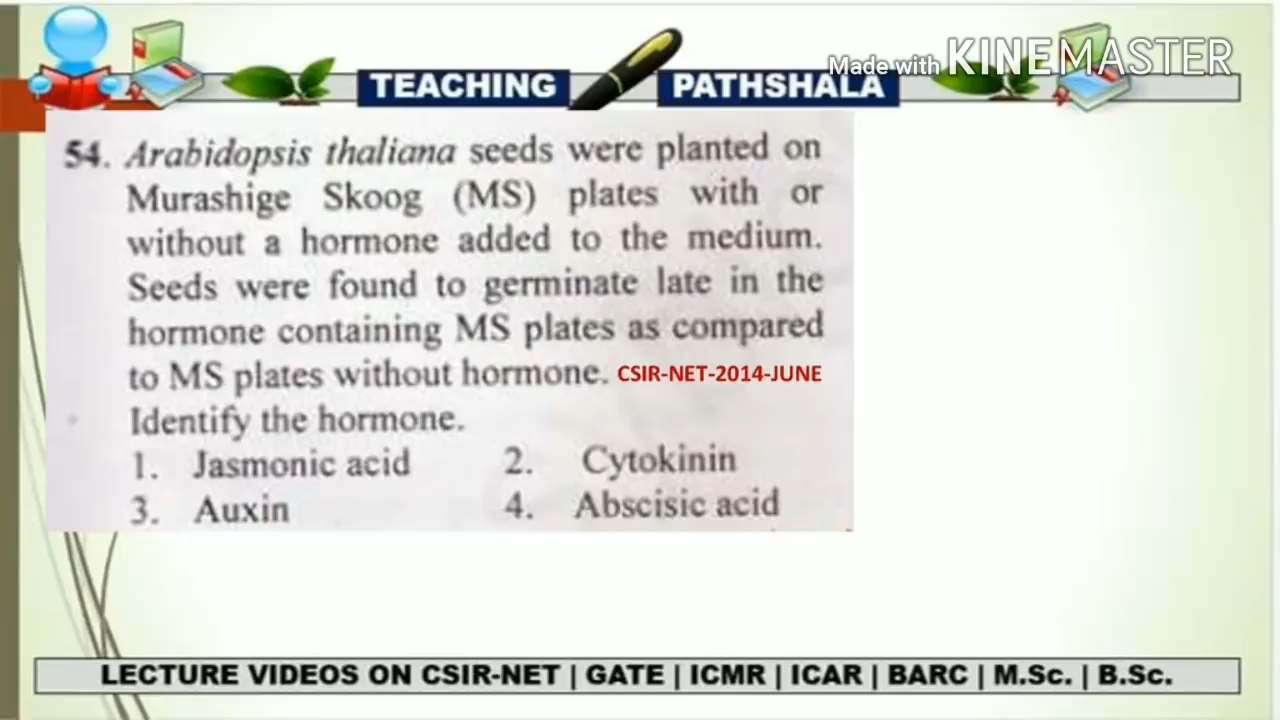 Made with KINEMASTER
TEACHING PATHSHALA
54. Arabidopsis thaliana seeds were planted on
Murashige Skoog (MS) plates with or
without a hormone added to the medium.
Seeds were found to germinate late in the
hormone containing MS plates as compared
to MS plates without hormone. CSIR-NET-2014-JUNE
Identify the hormone.
1. Jasmonic acid 2. Cytokinin
3. Auxin 4. Abscisic acid
LECTURE VIDEOS ON CSIR-NET | GATE | ICMR | ICAR | BARC | M.Sc. | B.Sc.